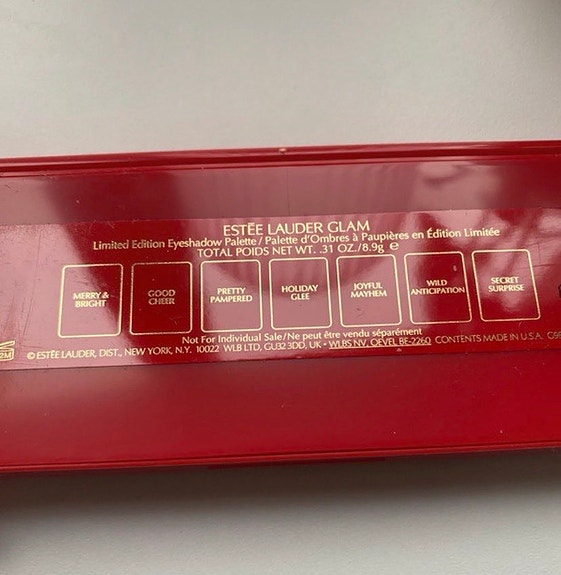 ESTĒE LAUDER GLAM
Limited Edition Eyeshadow Palette / Palette d'Ombres à Paupières en Édition Limitée
TOTAL POIDS NET WT. .31 OZ./8.9g ℮
MERRY &
BRIGHT
GOOD
CHEER
PRETTY
PAMPERED
HOLIDAY
GLEE
JOYFUL
MAYHEM
WILD
ANTICIPATION
SECRET
SURPRISE
Not For Individual Sale/Ne peut être vendu séparément
© ESTĒE LAUDER, DIST., NEW YORK, N.Y. 10022 WLB LTD, GU32 3DD, UK • WLBS NV, OEVEL BE-2260 CONTENTS MADE IN U.S.A.